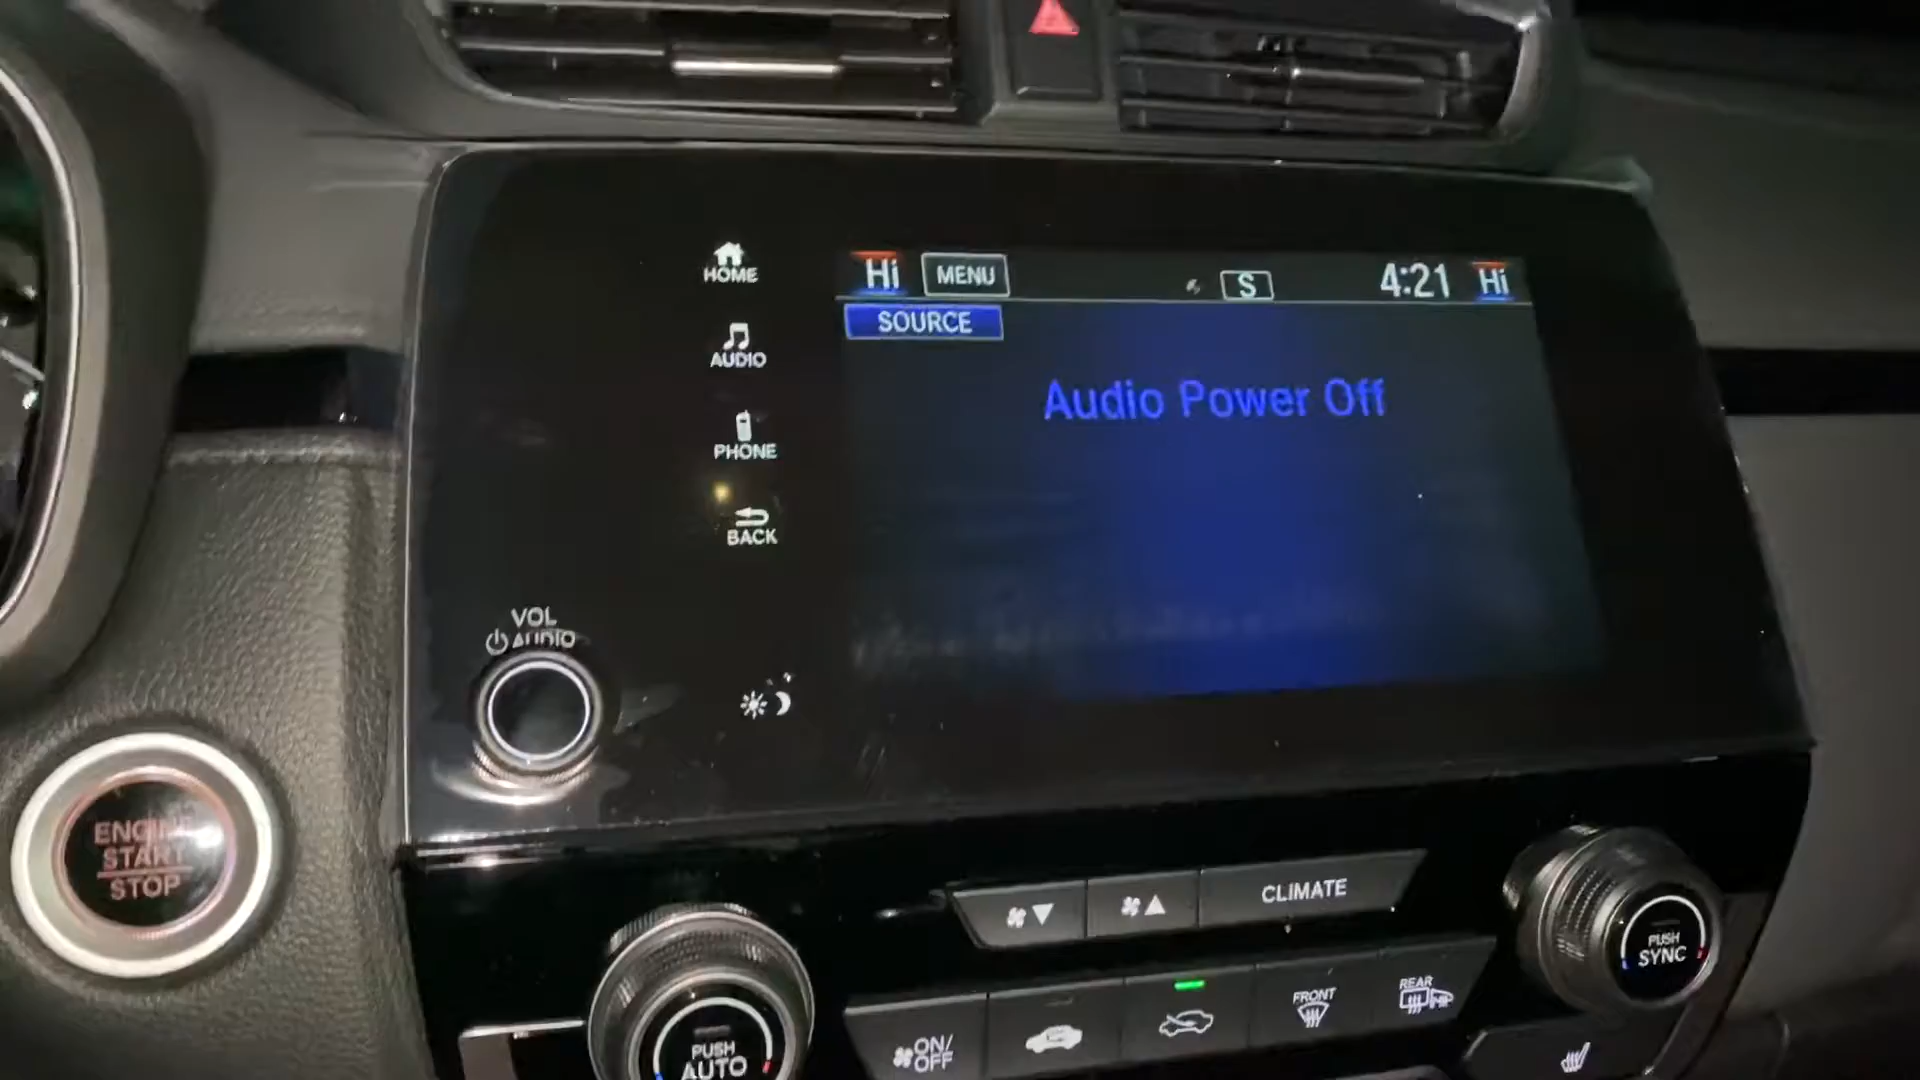 HOME
Hi MENU S 4:21 Hi
SOURCE
AUDIO
Audio Power Off
PHONE
BACK
VOL
AUDIO
ENGINE
START
STOP
CLIMATE
PUSH
SYNC
FRONT
REAR
ON/
OFF
PUSH
AUTO